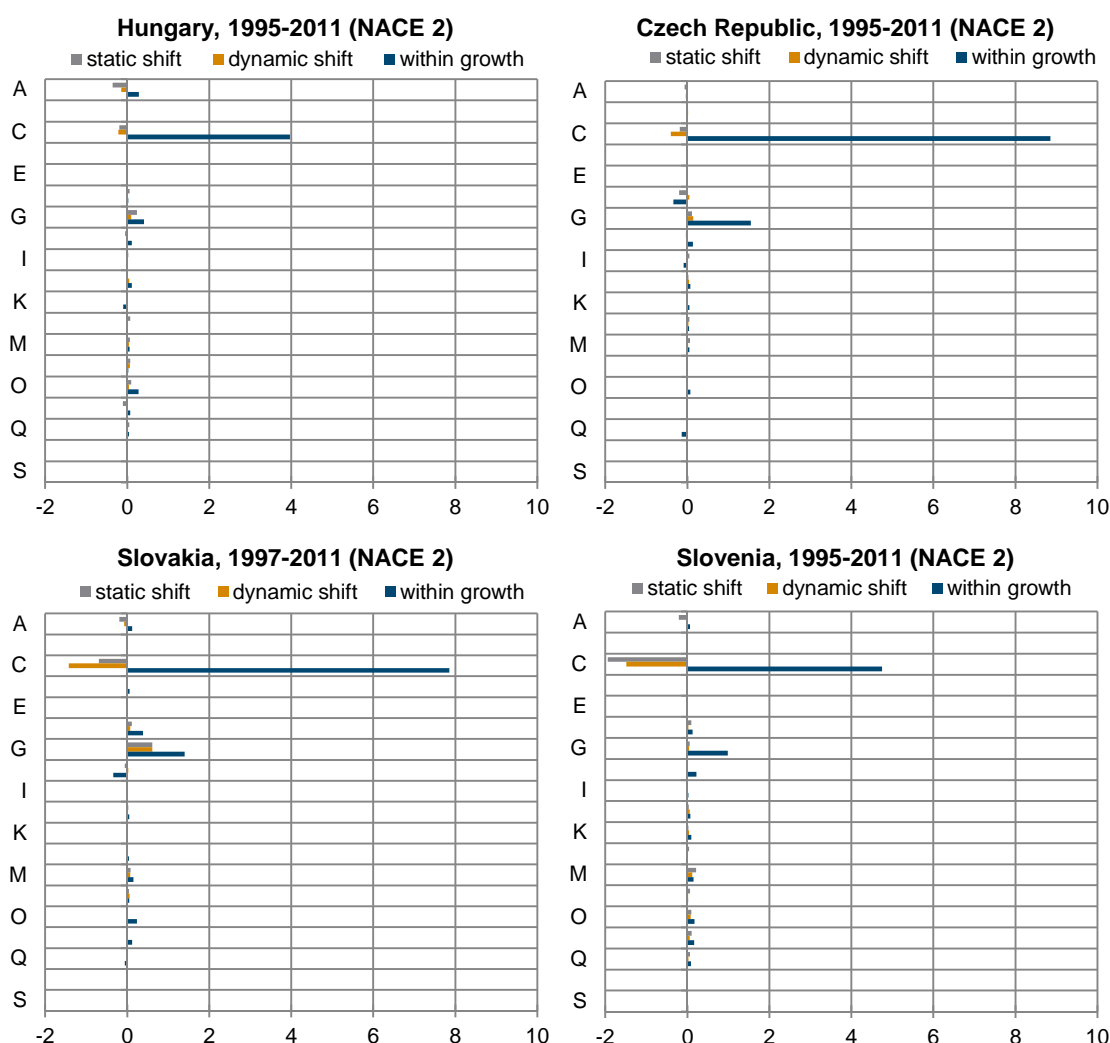 Hungary, 1995-2011 (NACE 2)
static shift dynamic shift within growth
A
C
E
G
I
K
M
O
Q
S
-2 0 2 4 6 8 10
Czech Republic, 1995-2011 (NACE 2)
static shift dynamic shift within growth
A
C
E
G
I
K
M
O
Q
S
-2 0 2 4 6 8 10
Slovakia, 1997-2011 (NACE 2)
static shift dynamic shift within growth
A
C
E
G
I
K
M
O
Q
S
-2 0 2 4 6 8 10
Slovenia, 1995-2011 (NACE 2)
static shift dynamic shift within growth
A
C
E
G
I
K
M
O
Q
S
-2 0 2 4 6 8 10